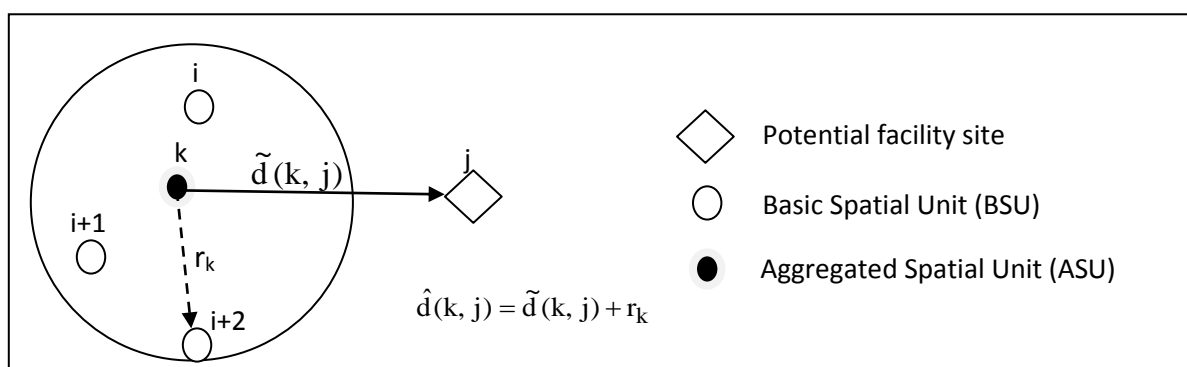 i
k
d̃(k, j)
j
i+1
r_k
i+2
d̂(k, j) = d̃(k, j) + r_k
Potential facility site
Basic Spatial Unit (BSU)
Aggregated Spatial Unit (ASU)